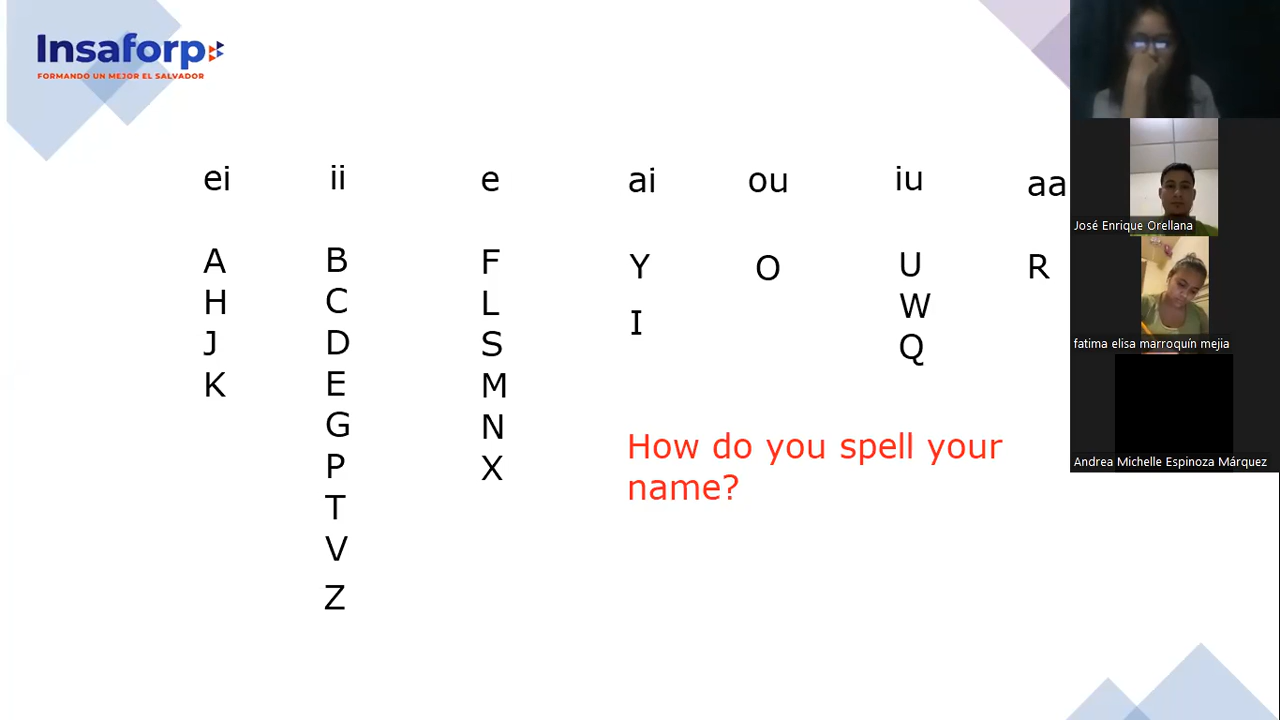 Insaforp
FORMANDO UN MEJOR EL SALVADOR
ei ii e ai ou iu aa
A B F Y O U R
H C L I W
J D S Q
K E M
G N
P X
T
V
Z
How do you spell your
name?
José Enrique Orellana
fatima elisa marroquín mejia
Andrea Michelle Espinoza Márquez